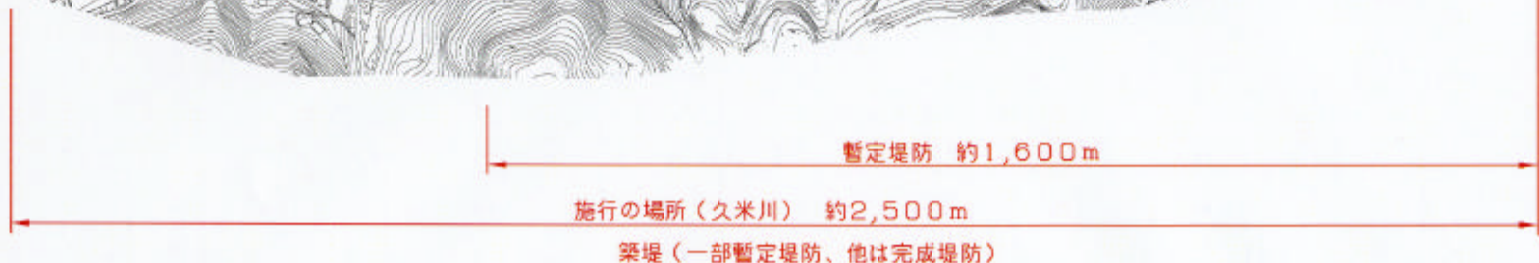 暫定堤防 約1,600m
施行の場所(久米川) 約2,500m
築堤(一部暫定堤防、他は完成堤防)